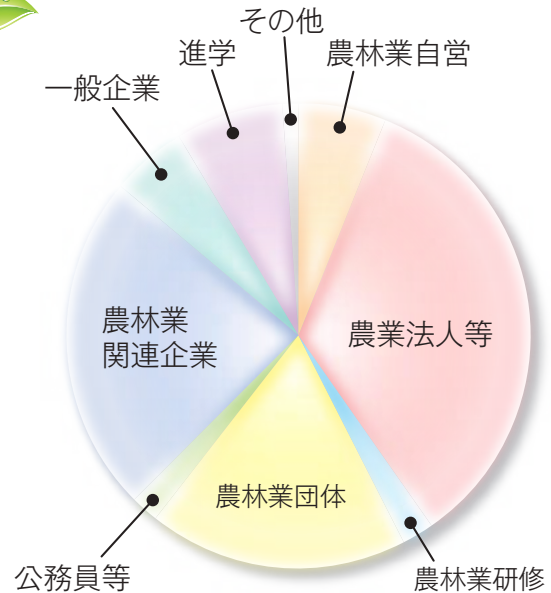 その他
進学
農林業自営
一般企業
農林業
関連企業
農業法人等
農林業団体
公務員等
農林業研修